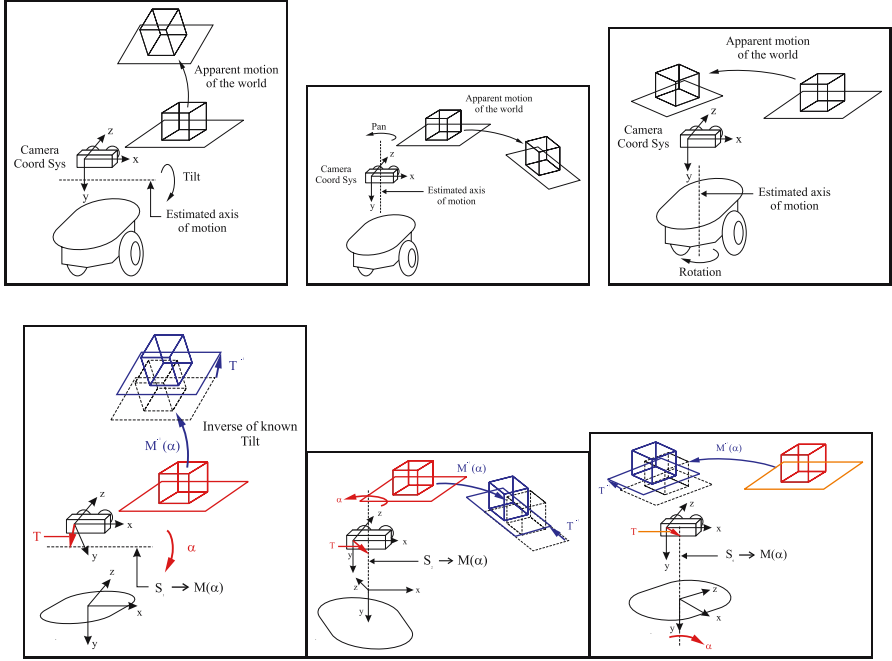 Apparent motion
of the world
z
Camera
Coord Sys
x
Tilt
y
Estimated axis
of motion
Apparent motion
of the world
Pan
z
Camera
Coord Sys
x
Estimated axis
of motion
y
Apparent motion
of the world
Camera
Coord Sys
z
x
y
Estimated axis
of motion
Rotation
T
Inverse of known
Tilt
M (α)
z
T
x
α
y
S → M(α)
z
x
y
M (α)
α
z
T
x
T
y
S → M(α)
z
x
y
M (α)
T
z
T
x
y
S → M(α)
z
x
y
α